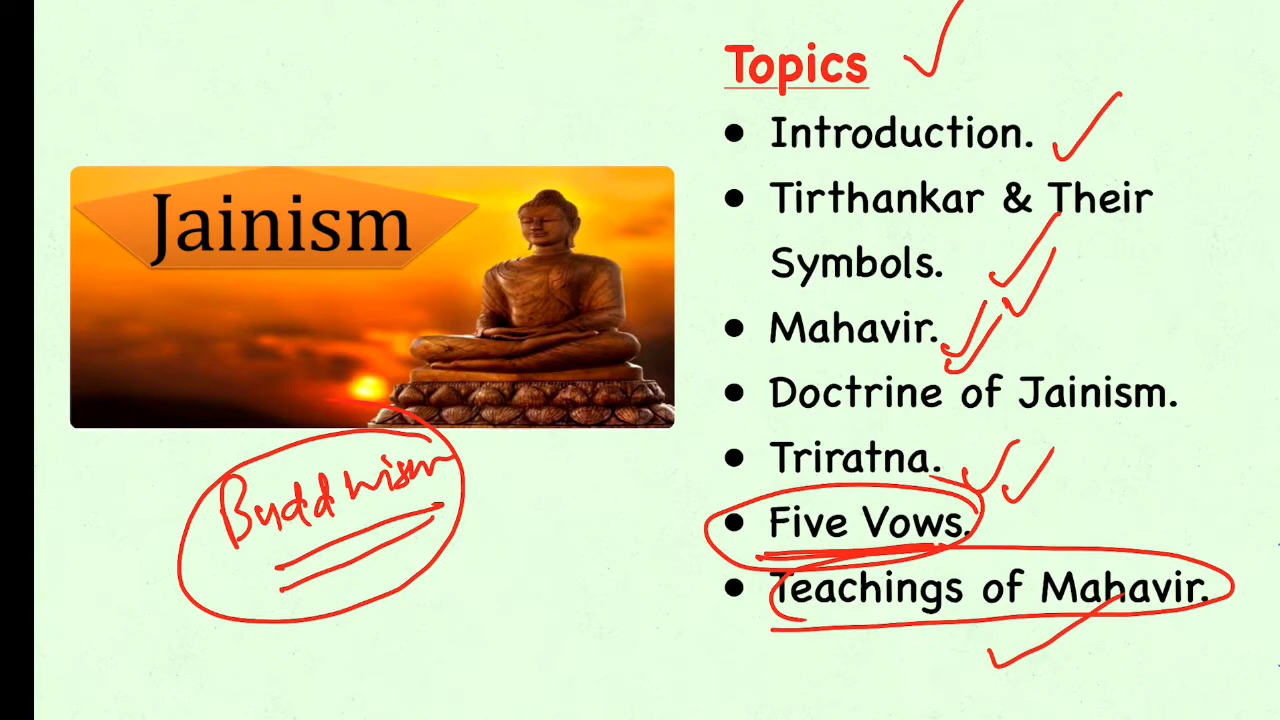 Jainism
Buddhism
Topics
• Introduction.
• Tirthankar & Their
Symbols.
• Mahavir.
• Doctrine of Jainism.
• Triratna.
• Five Vows.
• Teachings of Mahavir.